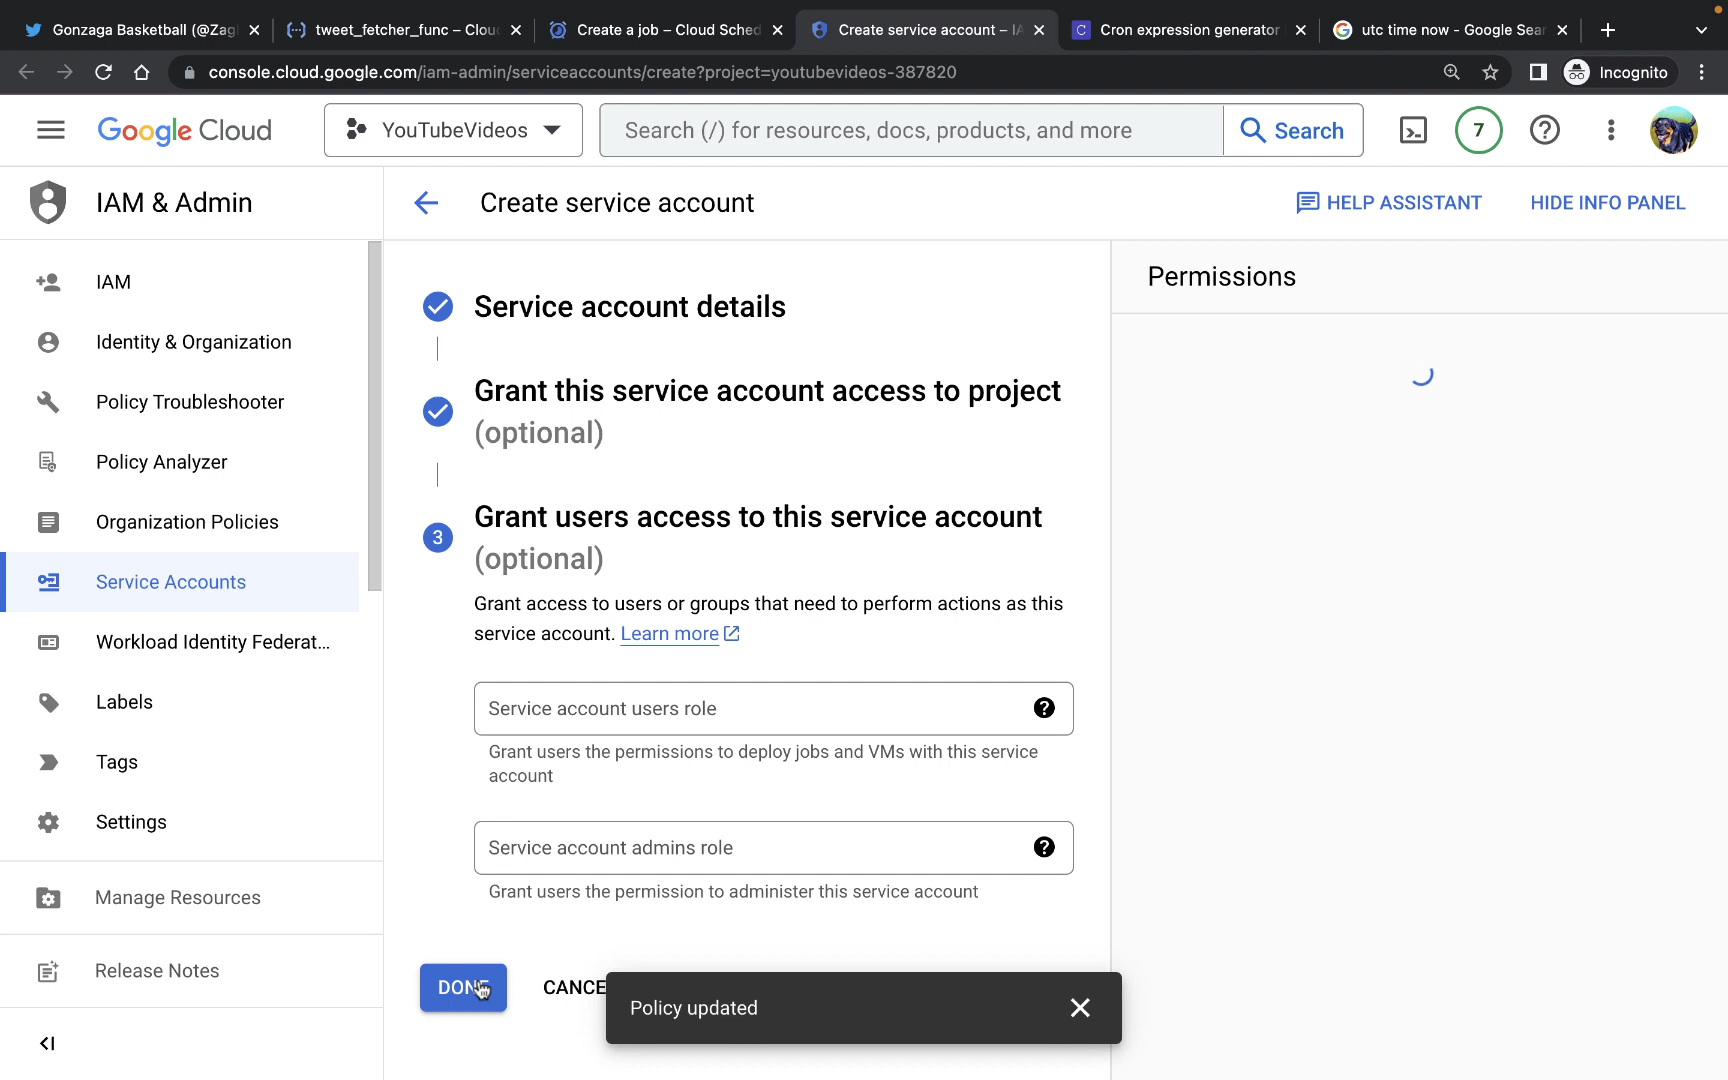 Gonzaga Basketball (@Zag
tweet_fetcher_func – Clou
Create a job – Cloud Sched
Create service account – IA
Cron expression generator
utc time now - Google Sear
console.cloud.google.com/iam-admin/serviceaccounts/create?project=youtubevideos-387820
Incognito
Google Cloud
YouTubeVideos
Search (/) for resources, docs, products, and more
Search
7
IAM & Admin
Create service account
HELP ASSISTANT
HIDE INFO PANEL
IAM
Identity & Organization
Policy Troubleshooter
Policy Analyzer
Organization Policies
Service Accounts
Workload Identity Federat...
Labels
Tags
Settings
Manage Resources
Release Notes
Service account details
Grant this service account access to project
(optional)
3
Grant users access to this service account
(optional)
Grant access to users or groups that need to perform actions as this
service account. Learn more
Service account users role
Grant users the permissions to deploy jobs and VMs with this service
account
Service account admins role
Grant users the permission to administer this service account
DONE
CANCE
Policy updated
Permissions